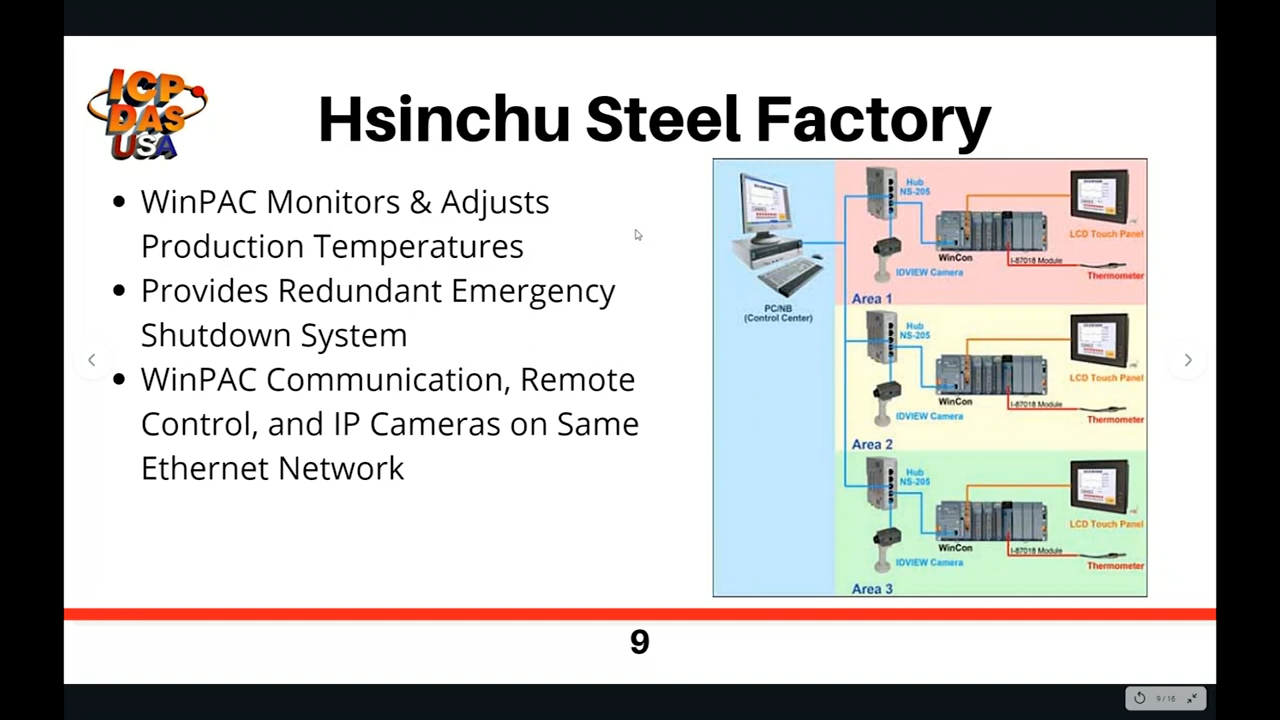 ICP
DAS
USA
Hsinchu Steel Factory
• WinPAC Monitors & Adjusts
Production Temperatures
• Provides Redundant Emergency
Shutdown System
• WinPAC Communication, Remote
Control, and IP Cameras on Same
Ethernet Network
PC/NB
(Control Center)
Hub
NS-205
WinCon
I-87018 Module
LCD Touch Panel
Thermometer
IDVIEW Camera
Area 1
Hub
NS-205
WinCon
I-87018 Module
LCD Touch Panel
Thermometer
IDVIEW Camera
Area 2
Hub
NS-205
WinCon
I-87018 Module
LCD Touch Panel
Thermometer
IDVIEW Camera
Area 3
9
9 / 16